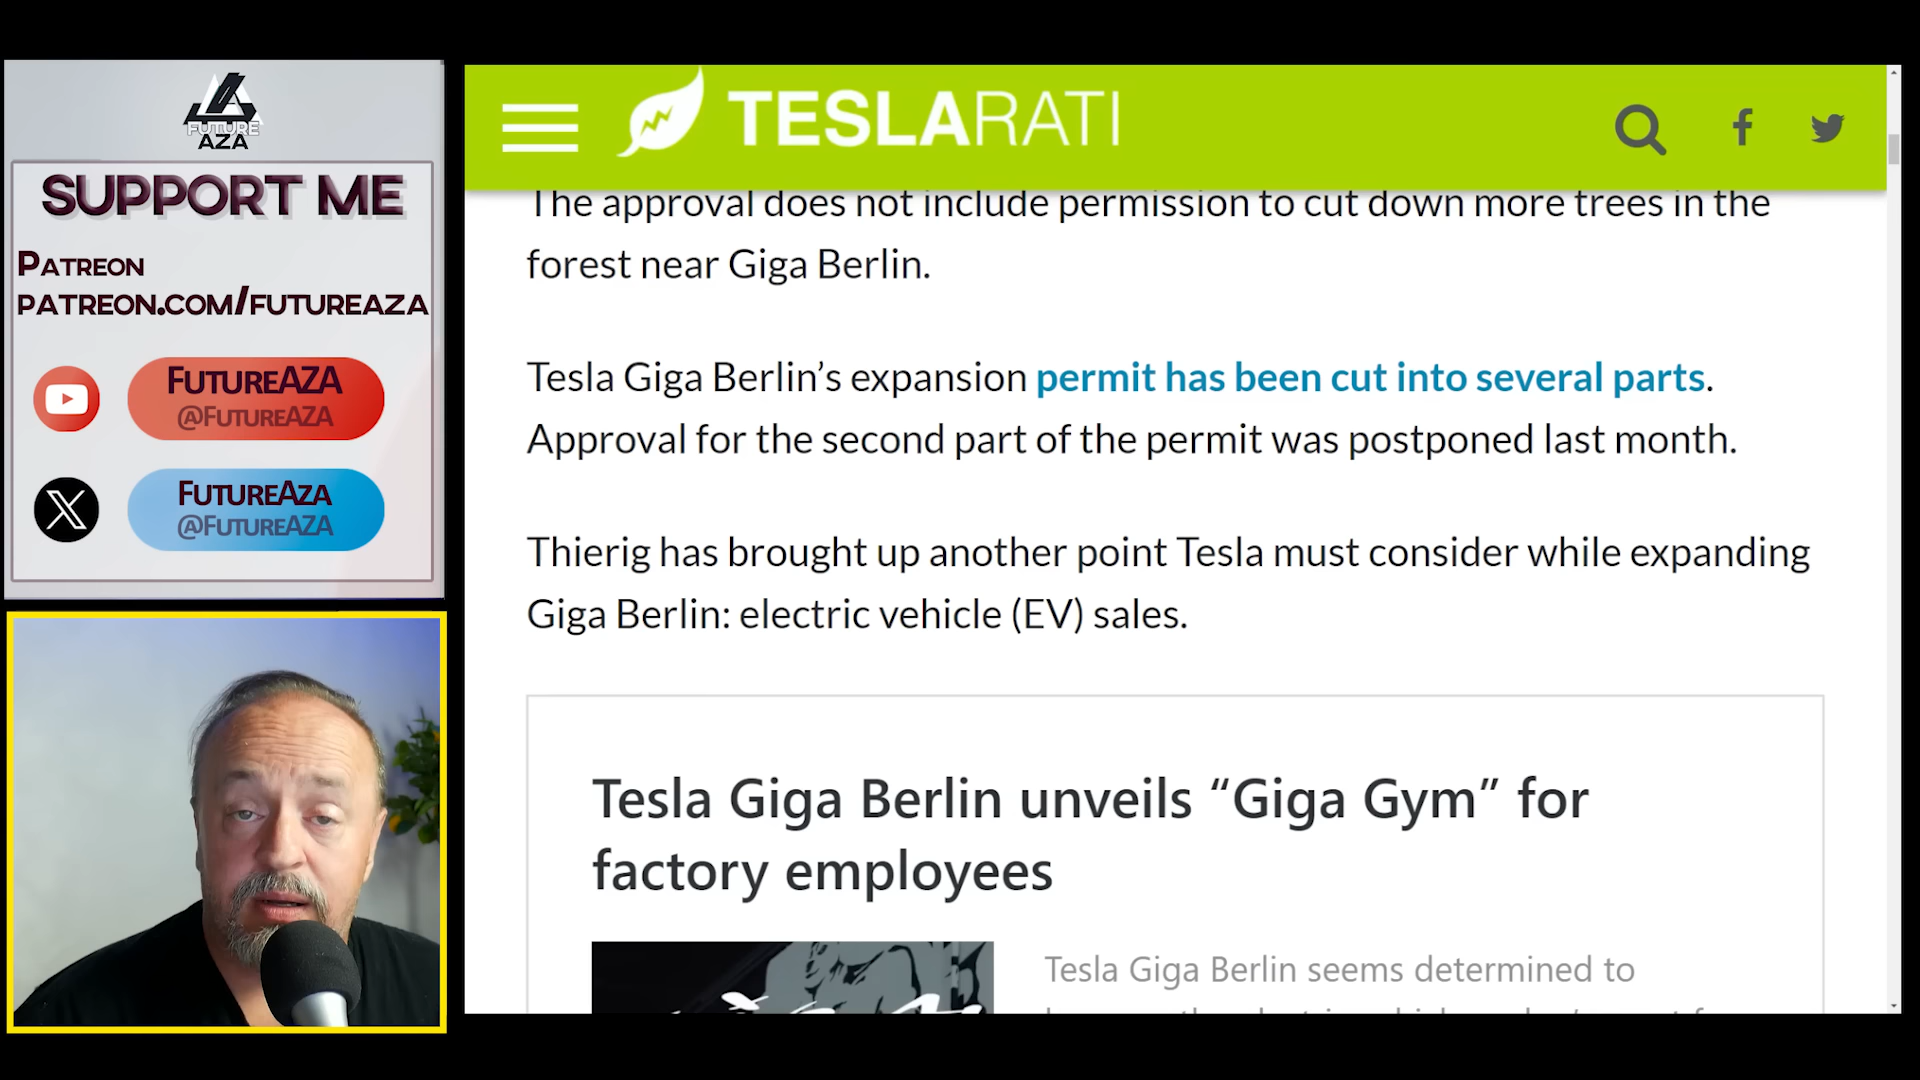 FUTURE
AZA
SUPPORT ME
PATREON
PATREON.COM/FUTUREAZA
FUTUREAZA
@FUTUREAZA
FUTUREAZA
@FUTUREAZA
TESLARATI
The approval does not include permission to cut down more trees in the
forest near Giga Berlin.
Tesla Giga Berlin’s expansion permit has been cut into several parts.
Approval for the second part of the permit was postponed last month.
Thierig has brought up another point Tesla must consider while expanding
Giga Berlin: electric vehicle (EV) sales.
Tesla Giga Berlin unveils “Giga Gym” for
factory employees
Tesla Giga Berlin seems determined to